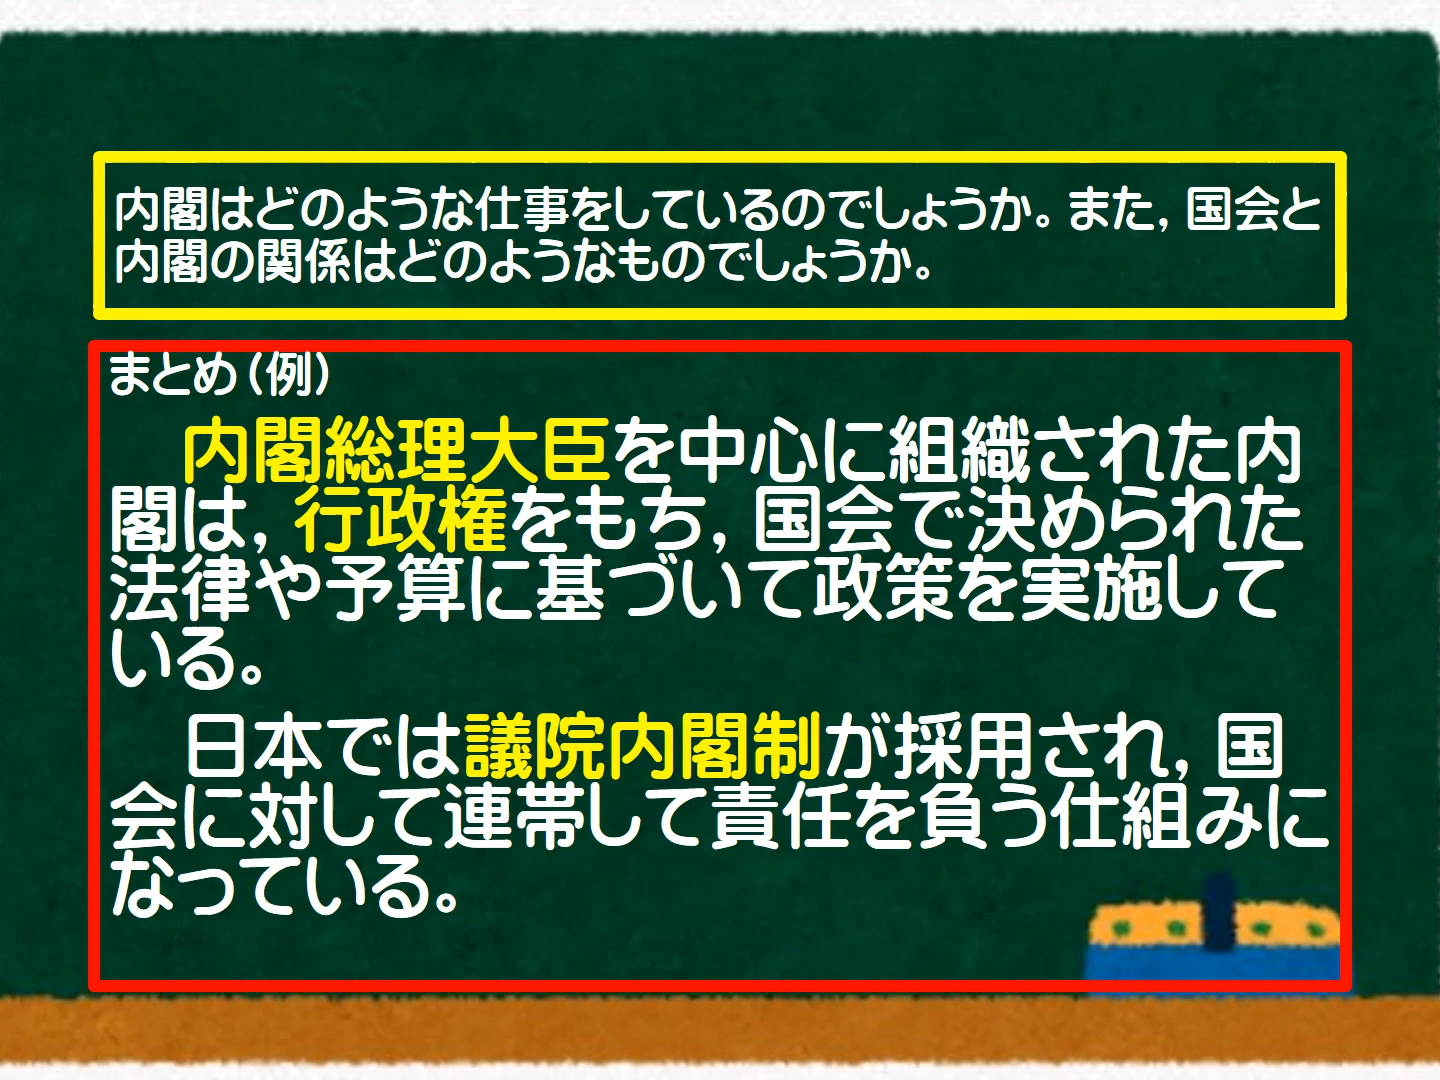 内閣はどのような仕事をしているのでしょうか。また，国会と
内閣の関係はどのようなものでしょうか。
まとめ（例）
内閣総理大臣を中心に組織された内
閣は，行政権をもち，国会で決められた
法律や予算に基づいて政策を実施して
いる。
日本では議院内閣制が採用され，国
会に対して連帯して責任を負う仕組みに
なっている。